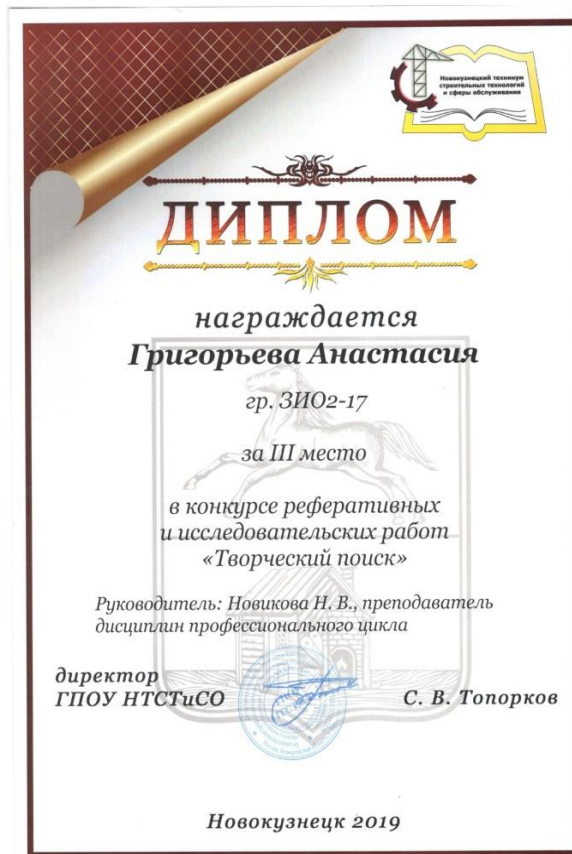 Новокузнецкий техникум
строительных технологий
и сферы обслуживания
ДИПЛОМ
награждается
Григорьева Анастасия
гр. ЗИО2-17
за III место
в конкурсе реферативных
и исследовательских работ
«Творческий поиск»
Руководитель: Новикова Н. В., преподаватель
дисциплин профессионального цикла
директор
ГПОУ НТСТиСО
С. В. Топорков
Новокузнецк 2019